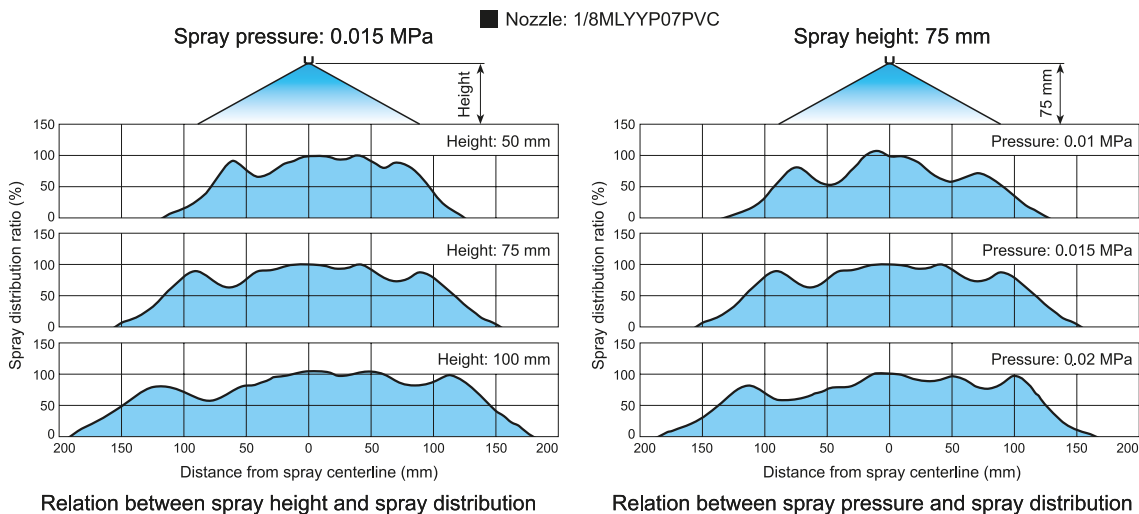 ■ Nozzle: 1/8MLYYP07PVC
Spray pressure: 0.015 MPa
Height
Spray distribution ratio (%)
150
100
50
0
Height: 50 mm
150
100
50
0
Height: 75 mm
150
100
50
0
Height: 100 mm
200 150 100 50 0 50 100 150 200
Distance from spray centerline (mm)
Relation between spray height and spray distribution
Spray height: 75 mm
75 mm
Spray distribution ratio (%)
150
100
50
0
Pressure: 0.01 MPa
150
100
50
0
Pressure: 0.015 MPa
150
100
50
0
Pressure: 0.02 MPa
200 150 100 50 0 50 100 150 200
Distance from spray centerline (mm)
Relation between spray pressure and spray distribution